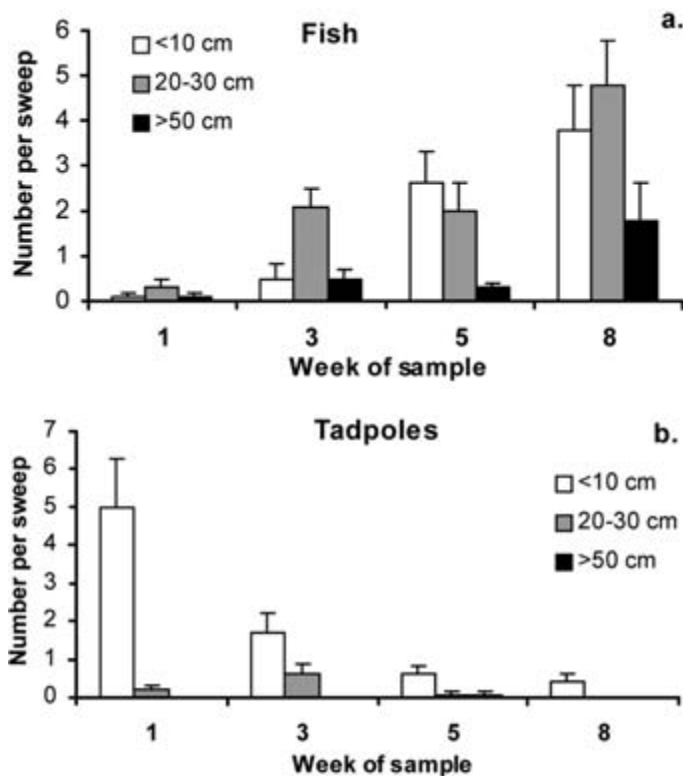 Fish
a.
<10 cm
20-30 cm
>50 cm
Number per sweep
6
5
4
3
2
1
0
1 3 5 8
Week of sample
Tadpoles
b.
<10 cm
20-30 cm
>50 cm
Number per sweep
7
6
5
4
3
2
1
0
1 3 5 8
Week of sample